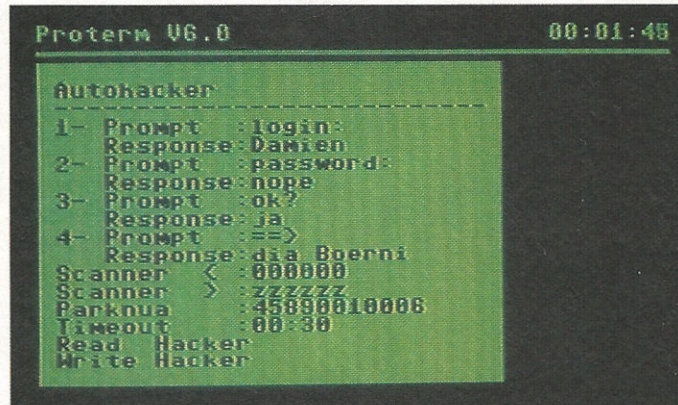 Proterm V6.0 00:01:45
Autohacker
1- Prompt :login:
Response:Damien
2- Prompt :password:
Response:nope
3- Prompt :ok?
Response:ja
4- Prompt :==>
Response:dia Boerni
Scanner < :000000
Scanner > :zzzzzz
Parknua :45890010006
Timeout :00:30
Read Hacker
Write Hacker